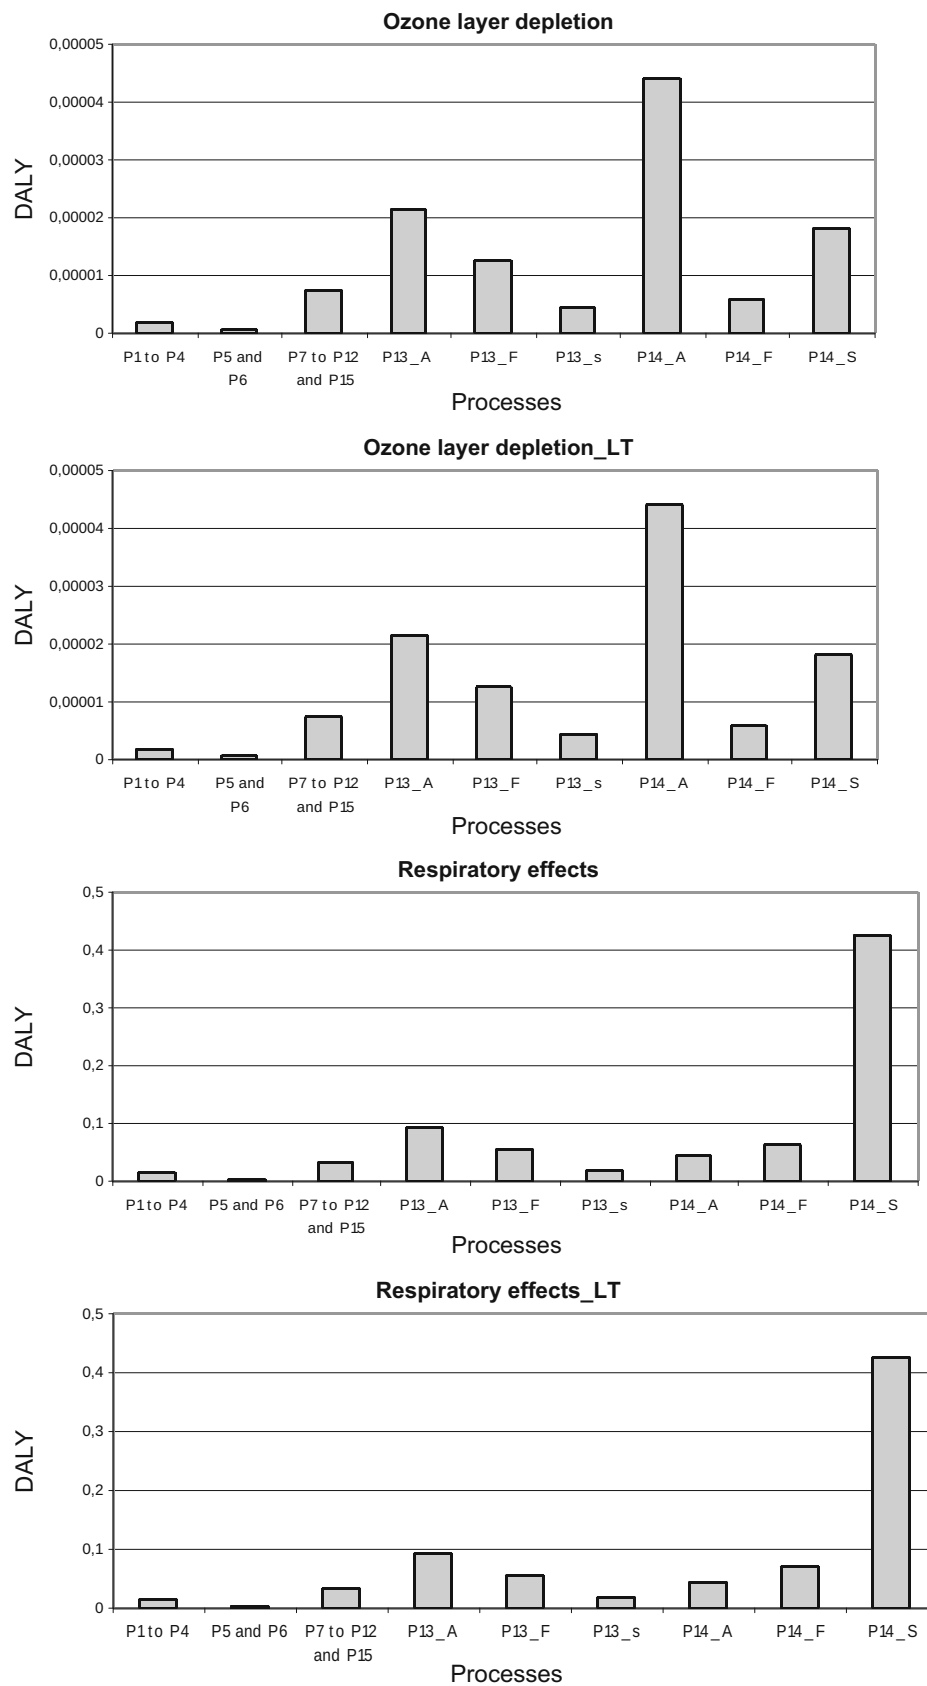 Ozone layer depletion
0,00005
0,00004
0,00003
0,00002
0,00001
0
DALY
P1 to P4 P5 and P7 to P12 P13_A P13_F P13_s P14_A P14_F P14_S
P6 and P15
Processes
Ozone layer depletion_LT
0,00005
0,00004
0,00003
0,00002
0,00001
0
DALY
P1 to P4 P5 and P7 to P12 P13_A P13_F P13_s P14_A P14_F P14_S
P6 and P15
Processes
Respiratory effects
0,5
0,4
0,3
0,2
0,1
0
DALY
P1 to P4 P5 and P6 P7 to P12 P13_A P13_F P13_s P14_A P14_F P14_S
and P15
Processes
Respiratory effects_LT
0,5
0,4
0,3
0,2
0,1
0
DALY
P1 to P4 P5 and P6 P7 to P12 P13_A P13_F P13_s P14_A P14_F P14_S
and P15
Processes